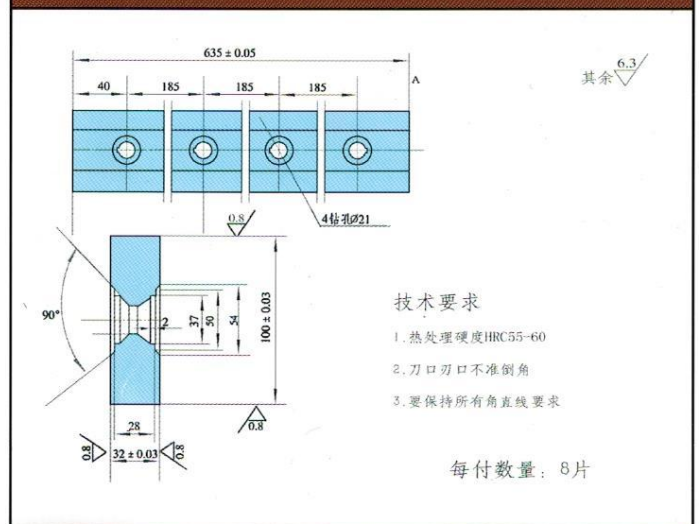 635 ± 0.05
其余 6.3
40 185 185 185 A
4钻孔Ø21
0.8
90°
2 37 50 54 100 ± 0.03
技术要求
1.热处理硬度HRC55-60
2.刀口刃口不准倒角
3.要保持所有角直线要求
0.8
28
0.8 32 ± 0.03 0.8
每付数量：8片